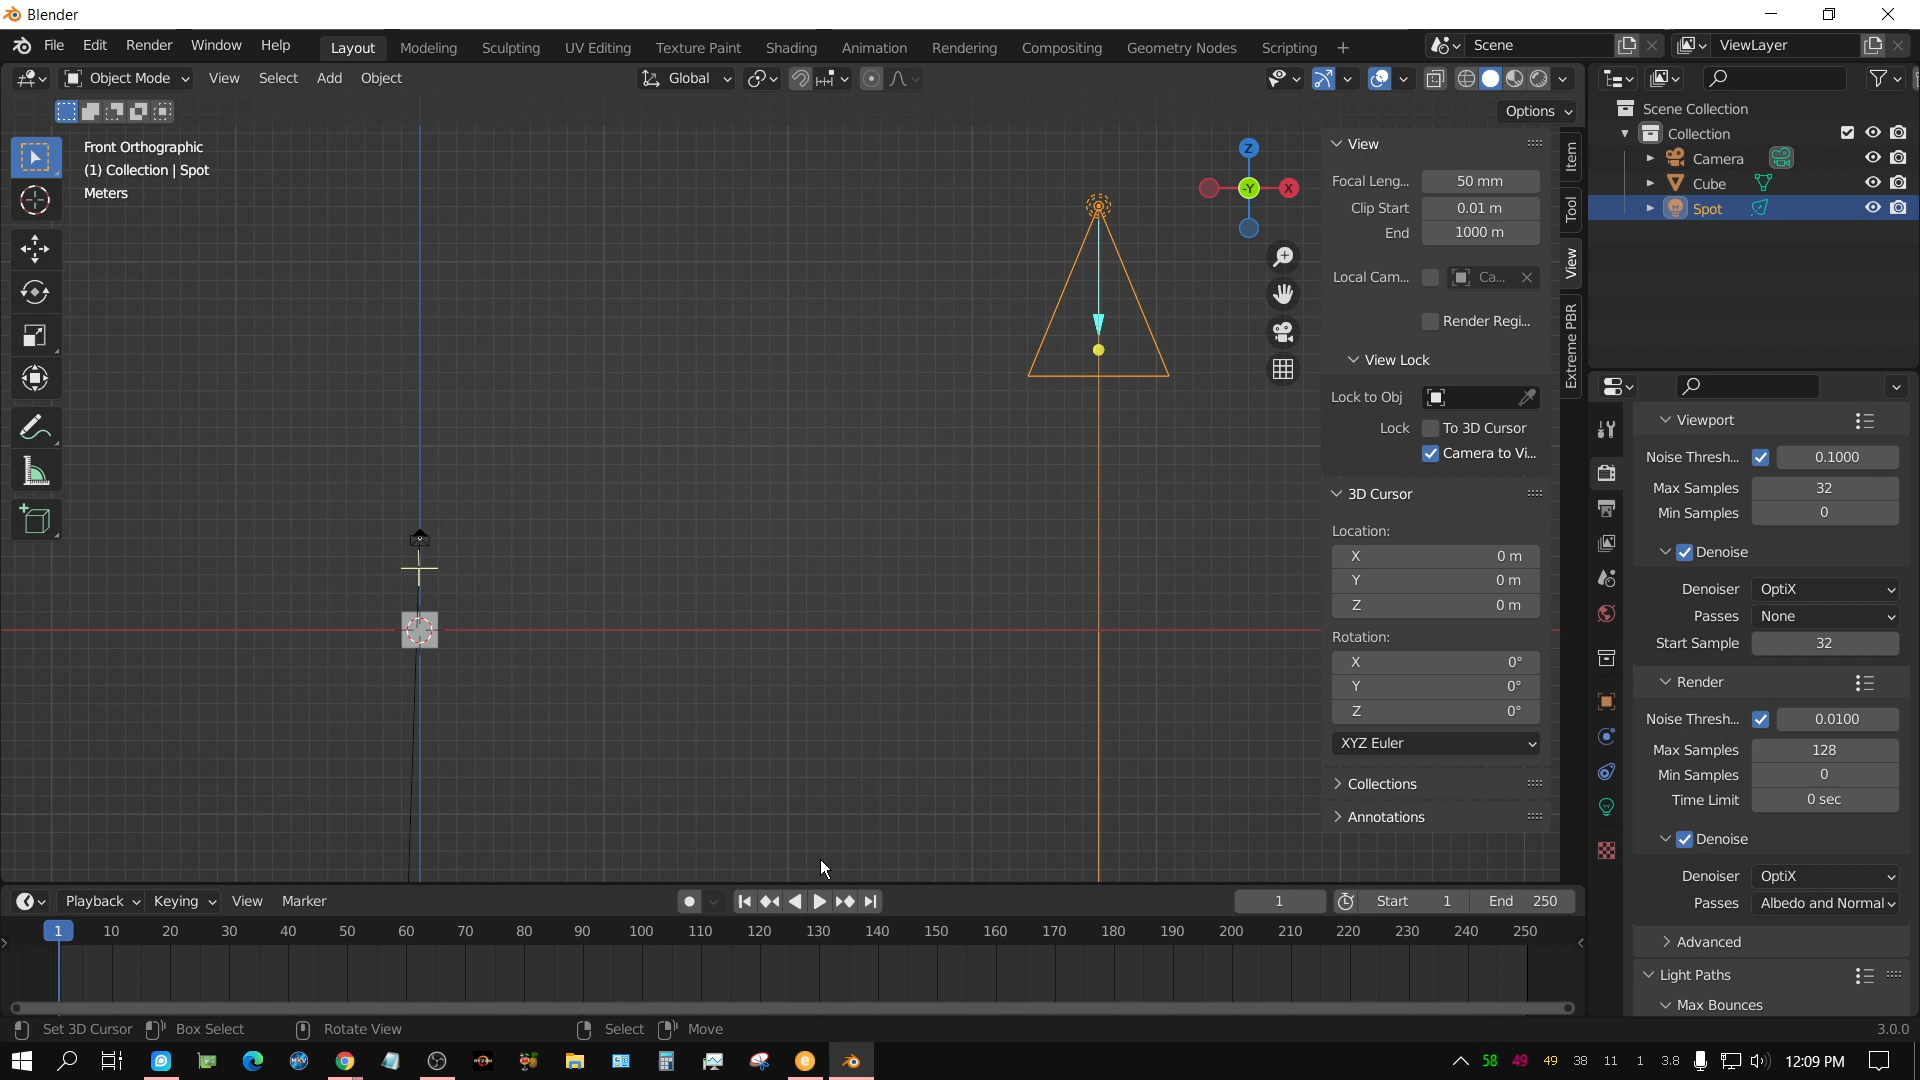 Blender
File Edit Render Window Help
Layout Modeling Sculpting UV Editing Texture Paint Shading Animation Rendering Compositing Geometry Nodes Scripting +
Scene
ViewLayer
Object Mode View Select Add Object
Global
Options
Front Orthographic
(1) Collection | Spot
Meters
Z
-Y
X
View
Focal Leng... 50 mm
Clip Start 0.01 m
End 1000 m
Local Cam... Ca...
Render Regi...
View Lock
Lock to Obj
Lock To 3D Cursor
Camera to Vi...
3D Cursor
Location:
X 0 m
Y 0 m
Z 0 m
Rotation:
X 0°
Y 0°
Z 0°
XYZ Euler
Collections
Annotations
Item
Tool
View
Extreme PBR
Scene Collection
Collection
Camera
Cube
Spot
Viewport
Noise Thresh... 0.1000
Max Samples 32
Min Samples 0
Denoise
Denoiser OptiX
Passes None
Start Sample 32
Render
Noise Thresh... 0.0100
Max Samples 128
Min Samples 0
Time Limit 0 sec
Denoise
Denoiser OptiX
Passes Albedo and Normal
Advanced
Light Paths
Max Bounces
Playback Keying View Marker
1 Start 1 End 250
1 10 20 30 40 50 60 70 80 90 100 110 120 130 140 150 160 170 180 190 200 210 220 230 240 250
Set 3D Cursor Box Select Rotate View Select Move
3.0.0
58 49 49 38 11 1 3.8 12:09 PM